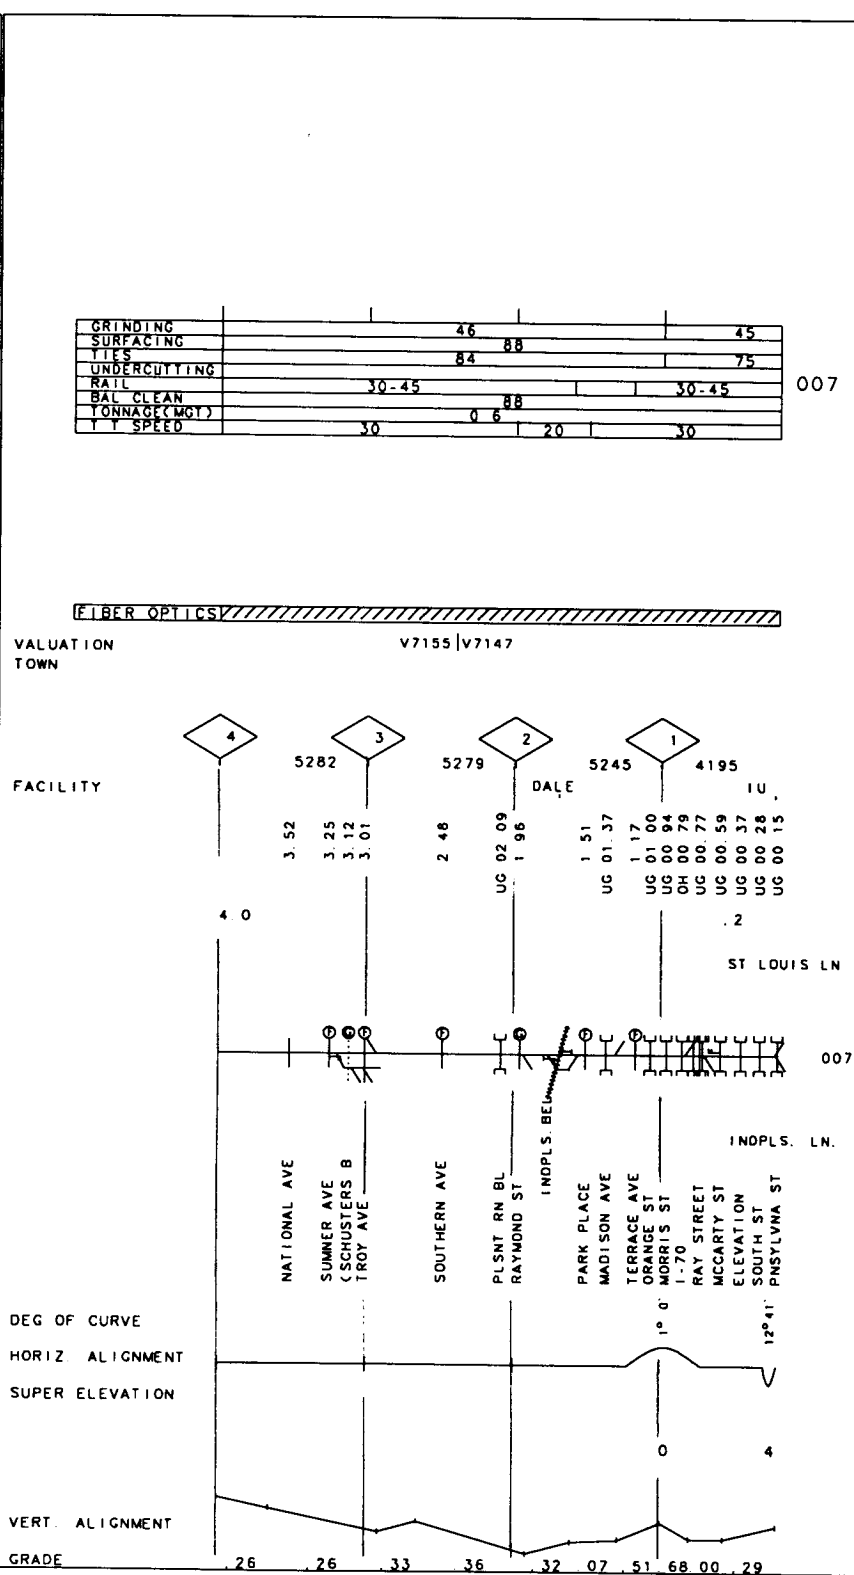 GRINDING 46 45
SURFACING 88
TIES 84 75
UNDERCUTTING
RAIL 30-45 30-45
BAL CLEAN 88
TONNAGE(MGT) 0 6
T T SPEED 30 20 30
007
FIBER OPTICS
VALUATION V7155 V7147
TOWN
4 3 2 1
5282 5279 5245 4195
FACILITY DALE IU
3.52
3.25
3.12
3.01
2 48
UG 02 09
1 96
1 51
UG 01.37
1 17
UG 01 00
UG 00 94
OH 00 79
UG 00.77
UG 00.59
UG 00 37
UG 00 28
UG 00 15
4 0 .2
ST LOUIS LN
F G F F G F F
007
INDPLS. BEL
INDPLS. LN.
NATIONAL AVE
SUMNER AVE
(SCHUSTERS B
TROY AVE
SOUTHERN AVE
PLSNT RN BL
RAYMOND ST
PARK PLACE
MADISON AVE
TERRACE AVE
ORANGE ST
MORRIS ST
I-70
RAY STREET
MCCARTY ST
ELEVATION
SOUTH ST
PNSYLVNA ST
DEG OF CURVE 1° 0' 12°41'
HORIZ. ALIGNMENT
SUPER ELEVATION
0 4
VERT. ALIGNMENT
GRADE .26 .26 .33 .36 .32 .07 .51 .68 .00 .29